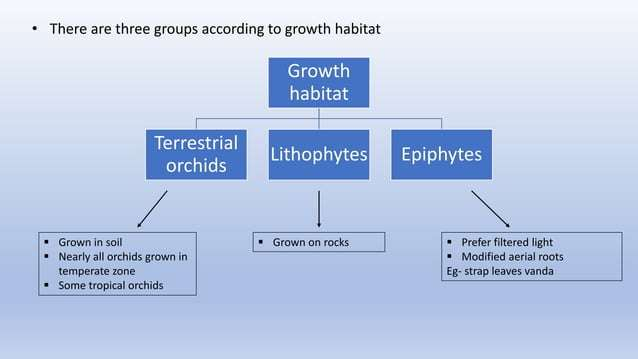 • There are three groups according to growth habitat
Growth
habitat
Terrestrial
orchids
Lithophytes
Epiphytes
▪ Grown in soil
▪ Nearly all orchids grown in
temperate zone
▪ Some tropical orchids
▪ Grown on rocks
▪ Prefer filtered light
▪ Modified aerial roots
Eg- strap leaves vanda